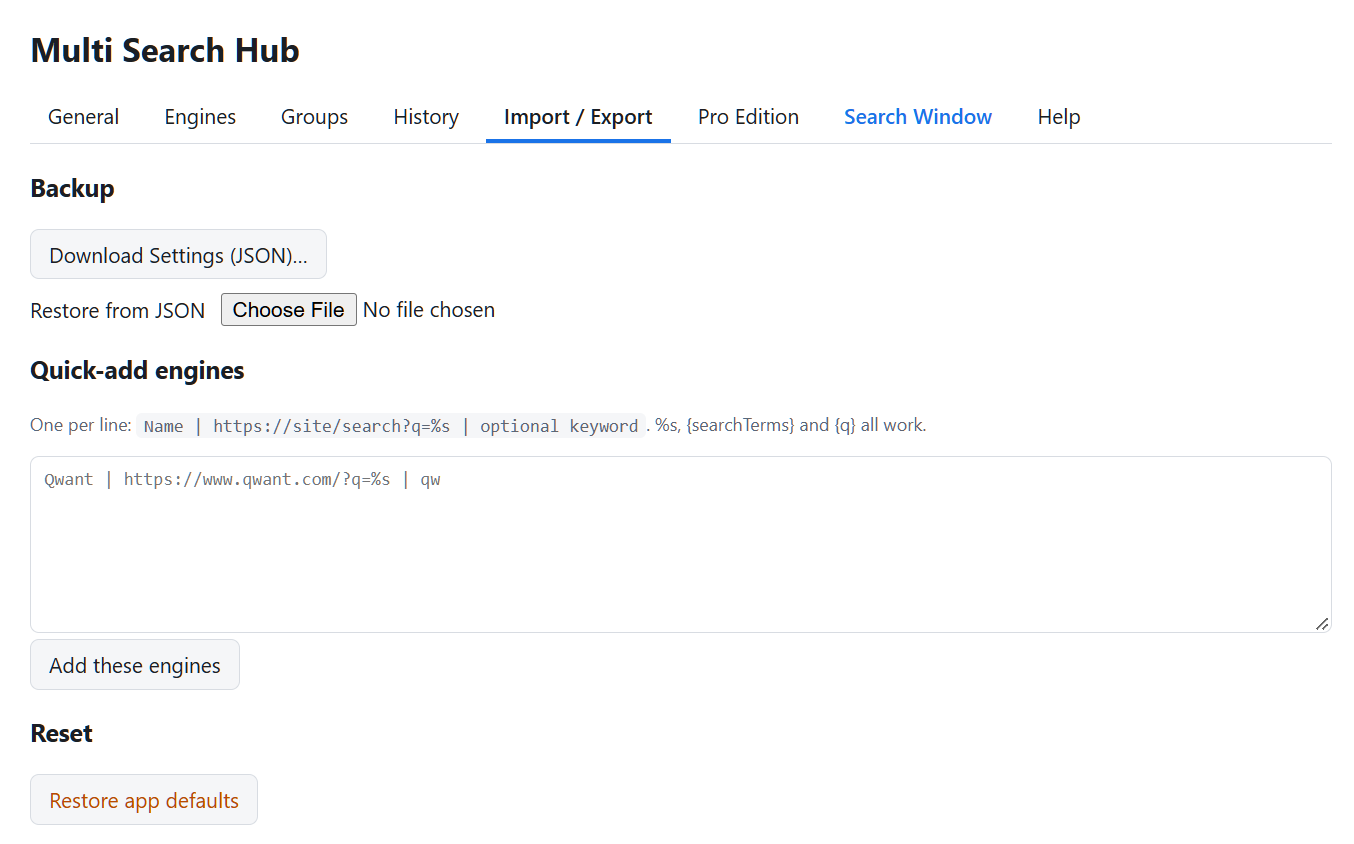 Multi Search Hub
General Engines Groups History Import / Export Pro Edition Search Window Help
Backup
Download Settings (JSON)...
Restore from JSON Choose File No file chosen
Quick-add engines
One per line: Name | https://site/search?q=%s | optional keyword. %s, {searchTerms} and {q} all work.
Qwant | https://www.qwant.com/?q=%s | qw
Add these engines
Reset
Restore app defaults